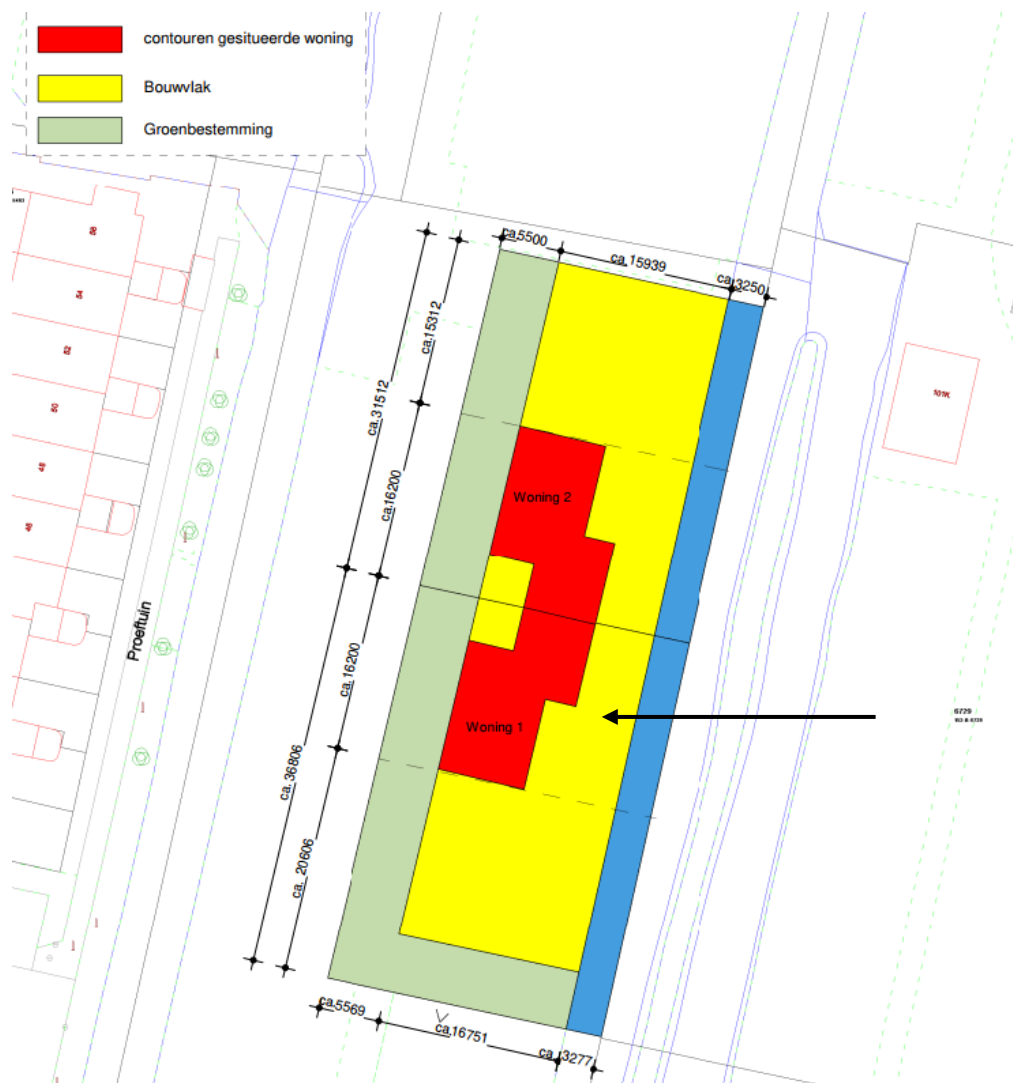 contouren gesitueerde woning
Bouwvlak
Groenbestemming
ca.5500
ca.15939
ca.3250
56
54
52
50
48
46
101K
ca.15312
ca.31512
ca.16200
Woning 2
Proeftuin
ca.16200
Woning 1
6729
ca.36806
ca. 20606
ca.5569
ca.16751
ca. 3277